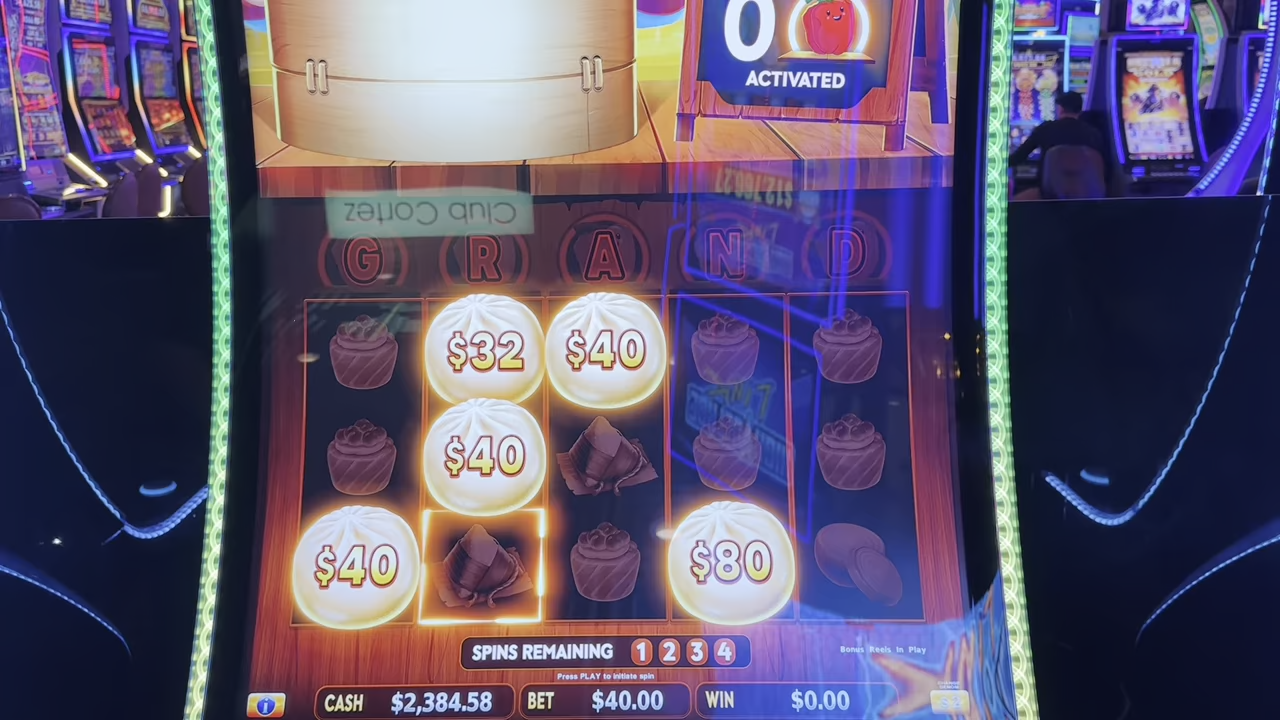 0
ACTIVATED
Club Cortez
G R A N D
$32 $40
$40
$40 $80
SPINS REMAINING 1 2 3 4
Bonus Reels In Play
Press PLAY to initiate spin
CASH $2,384.58 BET $40.00 WIN $0.00